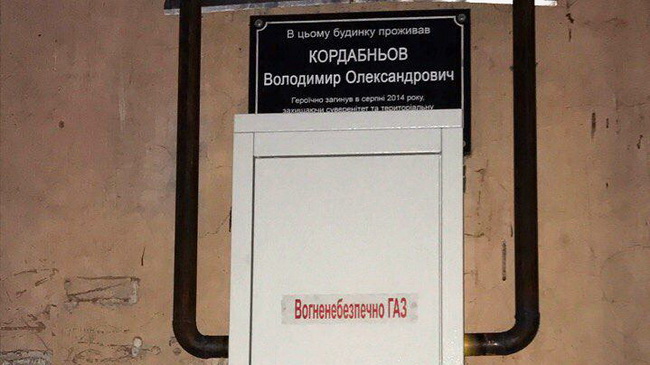 В цьому будинку проживав
КОРДАБНЬОВ
Володимир Олександрович
Героїчно загинув в серпні 2014 року,
захищаючи суверенітет та територіальну
Вогненебезпечно ГАЗ